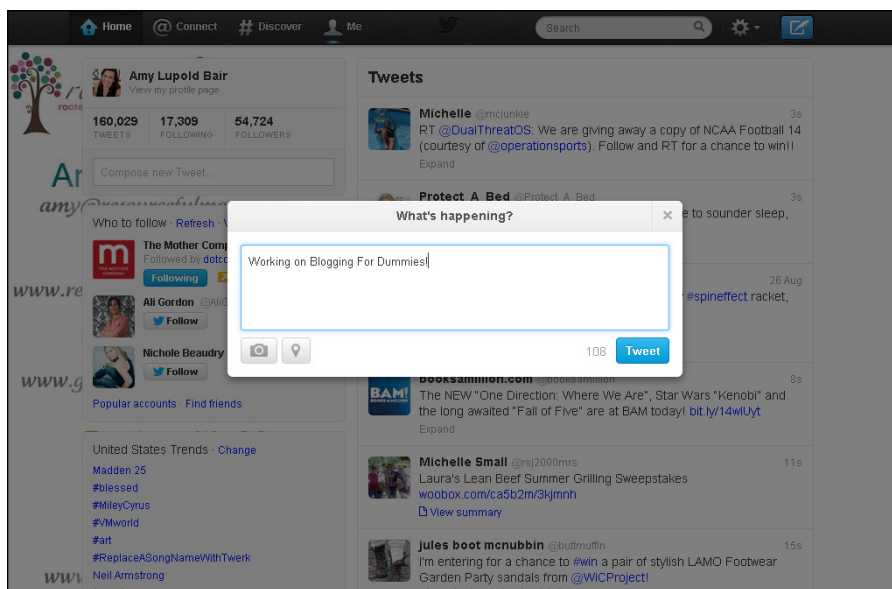 Home Connect Discover Me Search
Amy Lupold Bair
View my profile page
160,029 17,309 54,724
TWEETS FOLLOWING FOLLOWERS
Compose new Tweet...
Who to follow · Refresh ·
The Mother Comp
Followed by dotco
Following
Ali Gordon @AliG
Follow
Nichole Beaudry
Follow
Popular accounts Find friends
United States Trends · Change
Madden 25
#blessed
#MileyCyrus
#VMworld
#art
#ReplaceASongNameWithTwerk
Neil Armstrong
roote
Ar
www.re
www.g
Tweets
Michelle @mcjunkie 3s
RT @DualThreatOS: We are giving away a copy of NCAA Football 14
(courtesy of @operationsports). Follow and RT for a chance to win!!
Expand
Protect_A_Bed @Protect_A_Bed 3s
e to sounder sleep,
26 Aug
#spineffect racket,
What's happening?
×
Working on Blogging For Dummies!
108 Tweet
booksamillion.com @booksamillion 8s
BAM!
The NEW "One Direction: Where We Are", Star Wars "Kenobi" and
the long awaited "Fall of Five" are at BAM today! bit.ly/14wlUyt
Expand
Michelle Small @rsj2000mrs 11s
Laura's Lean Beef Summer Grilling Sweepstakes
woobox.com/ca5b2m/3kjmnh
View summary
jules boot mcnubbin @buttmuffin 15s
I'm entering for a chance to #win a pair of stylish LAMO Footwear
Garden Party sandals from @WiCProject!